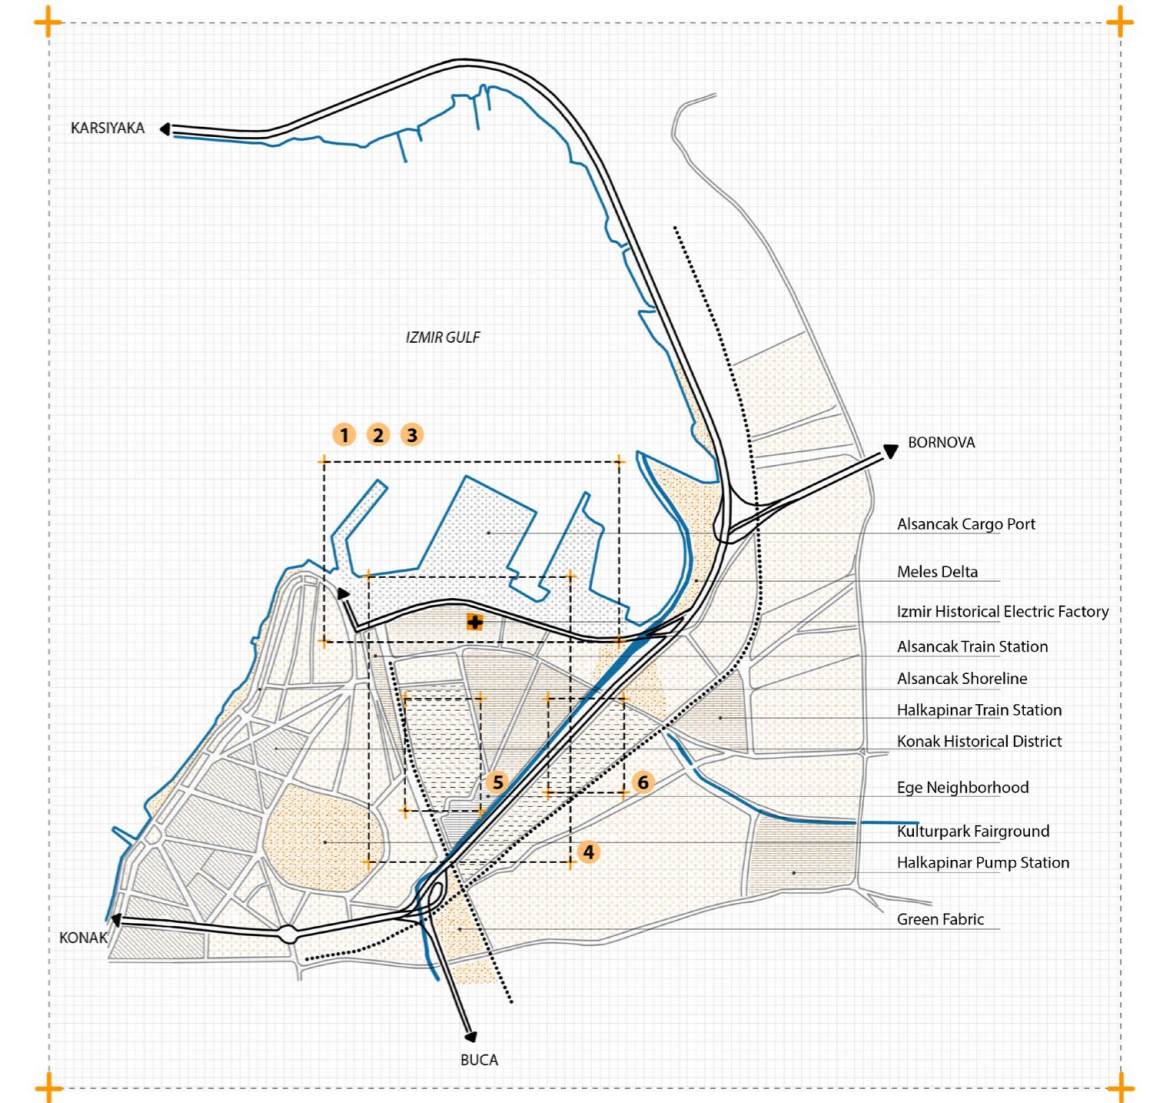 KARSIYAKA
IZMIR GULF
1 2 3
BORNOVA
Alsancak Cargo Port
Meles Delta
Izmir Historical Electric Factory
Alsancak Train Station
Alsancak Shoreline
Halkapinar Train Station
Konak Historical District
5
6
Ege Neighborhood
Kulturpark Fairground
4
Halkapinar Pump Station
Green Fabric
KONAK
BUCA